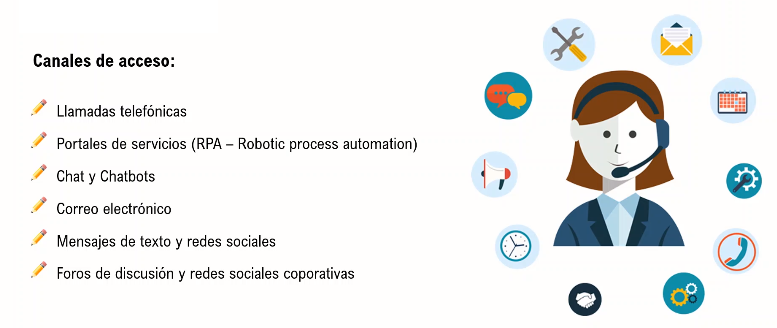 Canales de acceso:
Llamadas telefónicas
Portales de servicios (RPA – Robotic process automation)
Chat y Chatbots
Correo electrónico
Mensajes de texto y redes sociales
Foros de discusión y redes sociales coporativas